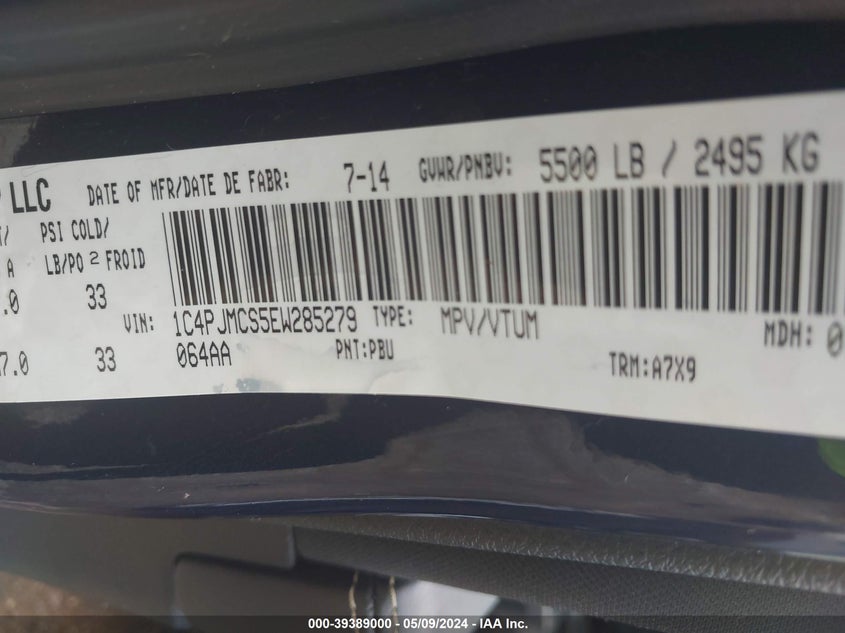 LLC DATE OF MFR/DATE DE FABR: 7-14 GVWR/PNBV: 5500 LB / 2495 KG
PSI COLD/
A LB/PO 2 FROID
.0 33
VIN: 1C4PJMCS5EW285279 TYPE: MPV/VTUM MDH: 0
7.0 33 064AA PNT:PBU TRM:A7X9
000-39389000 - 05/09/2024 - IAA Inc.